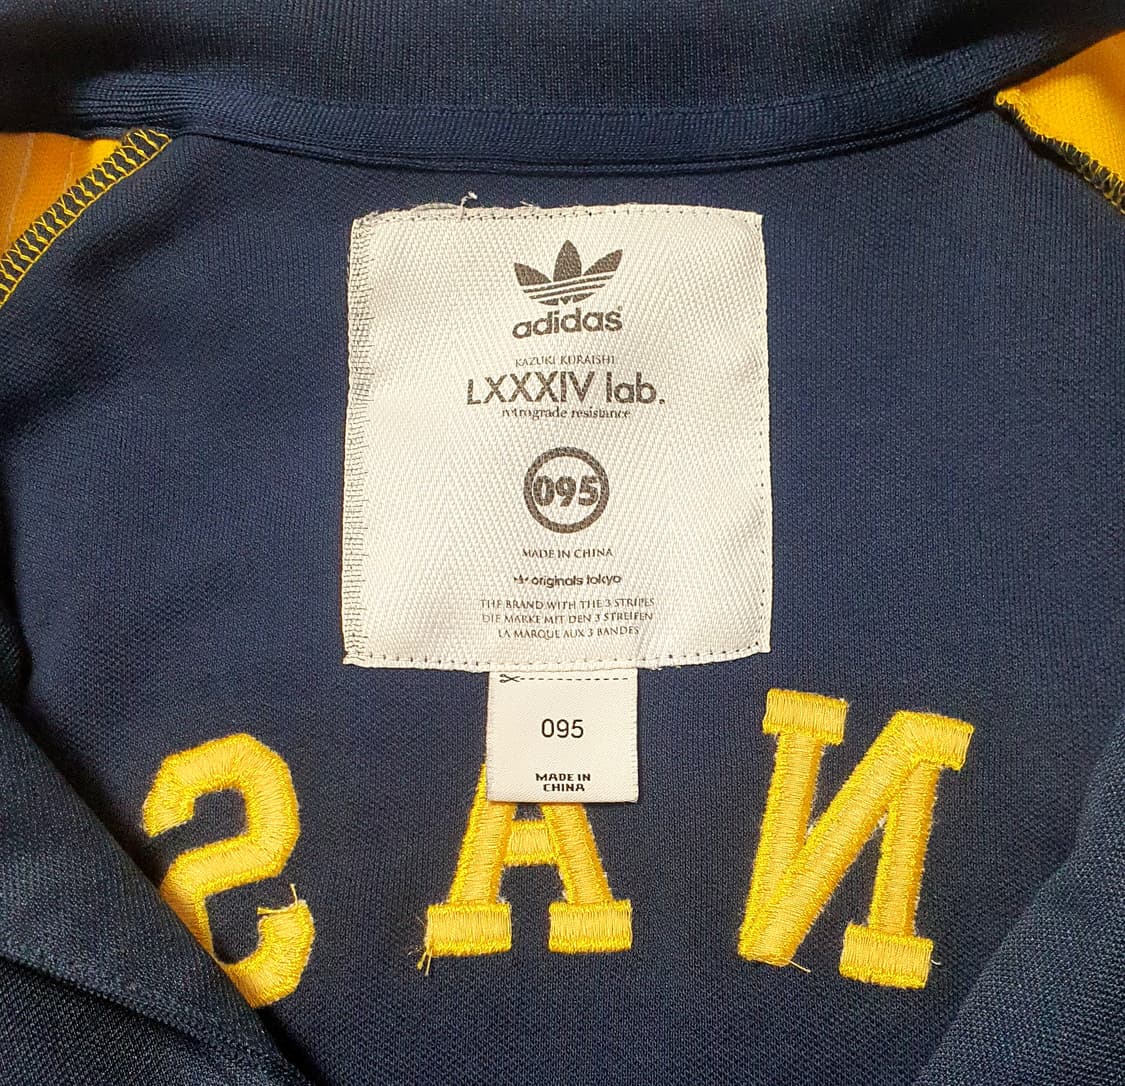 adidas
KAZUKI KURAISHI
LXXXIV lab.
retrograde resistance
095
MADE IN CHINA
originals tokyo
THE BRAND WITH THE 3 STRIPES
DIE MARKE MIT DEN 3 STREIFEN
LA MARQUE AUX 3 BANDES
095
MADE IN
CHINA
SAN